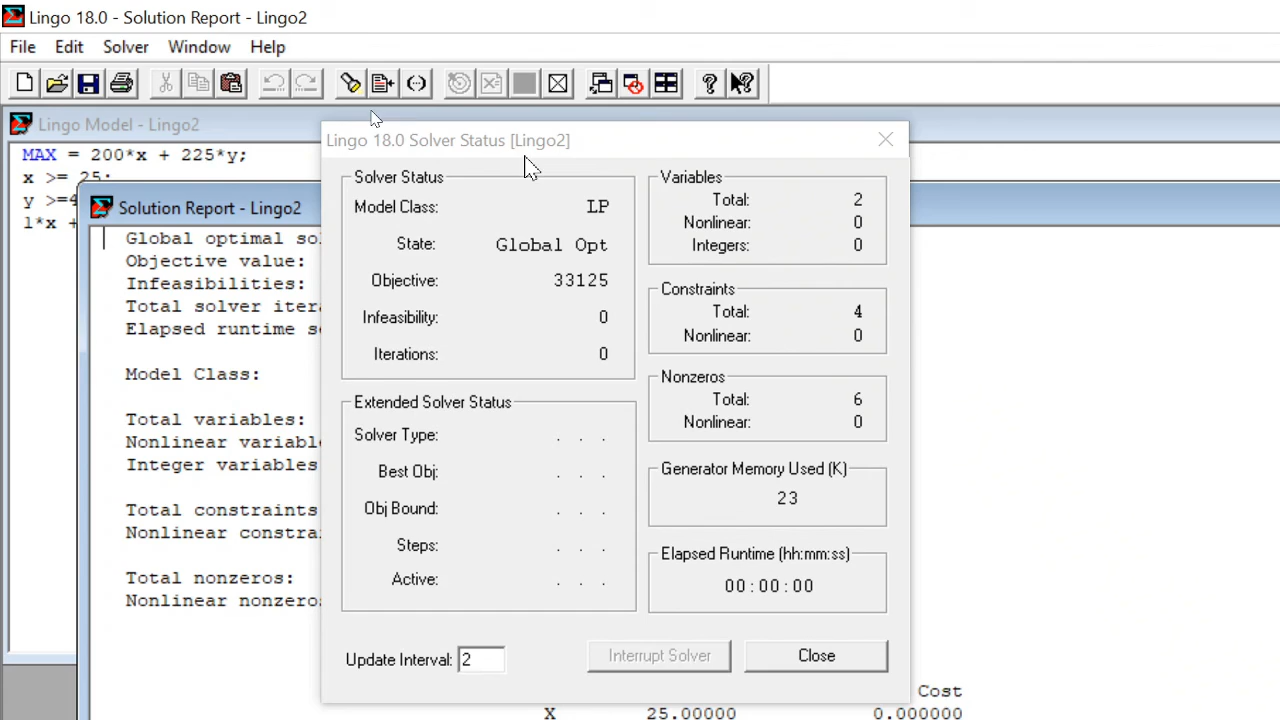 Lingo 18.0 - Solution Report - Lingo2
File Edit Solver Window Help
Lingo Model - Lingo2
MAX = 200*x + 225*y;
x >= 25;
y >=4
1*x +
Solution Report - Lingo2
Global optimal so
Objective value:
Infeasibilities:
Total solver iter
Elapsed runtime s
Model Class:
Total variables:
Nonlinear variabl
Integer variables
Total constraints
Nonlinear constra
Total nonzeros:
Nonlinear nonzero
Lingo 18.0 Solver Status [Lingo2]
Solver Status
Model Class: LP
State: Global Opt
Objective: 33125
Infeasibility: 0
Iterations: 0
Extended Solver Status
Solver Type: . . .
Best Obj: . . .
Obj Bound: . . .
Steps: . . .
Active: . . .
Variables
Total: 2
Nonlinear: 0
Integers: 0
Constraints
Total: 4
Nonlinear: 0
Nonzeros
Total: 6
Nonlinear: 0
Generator Memory Used (K)
23
Elapsed Runtime (hh:mm:ss)
00:00:00
Update Interval: 2
Interrupt Solver
Close
Cost
X 25.00000 0.000000